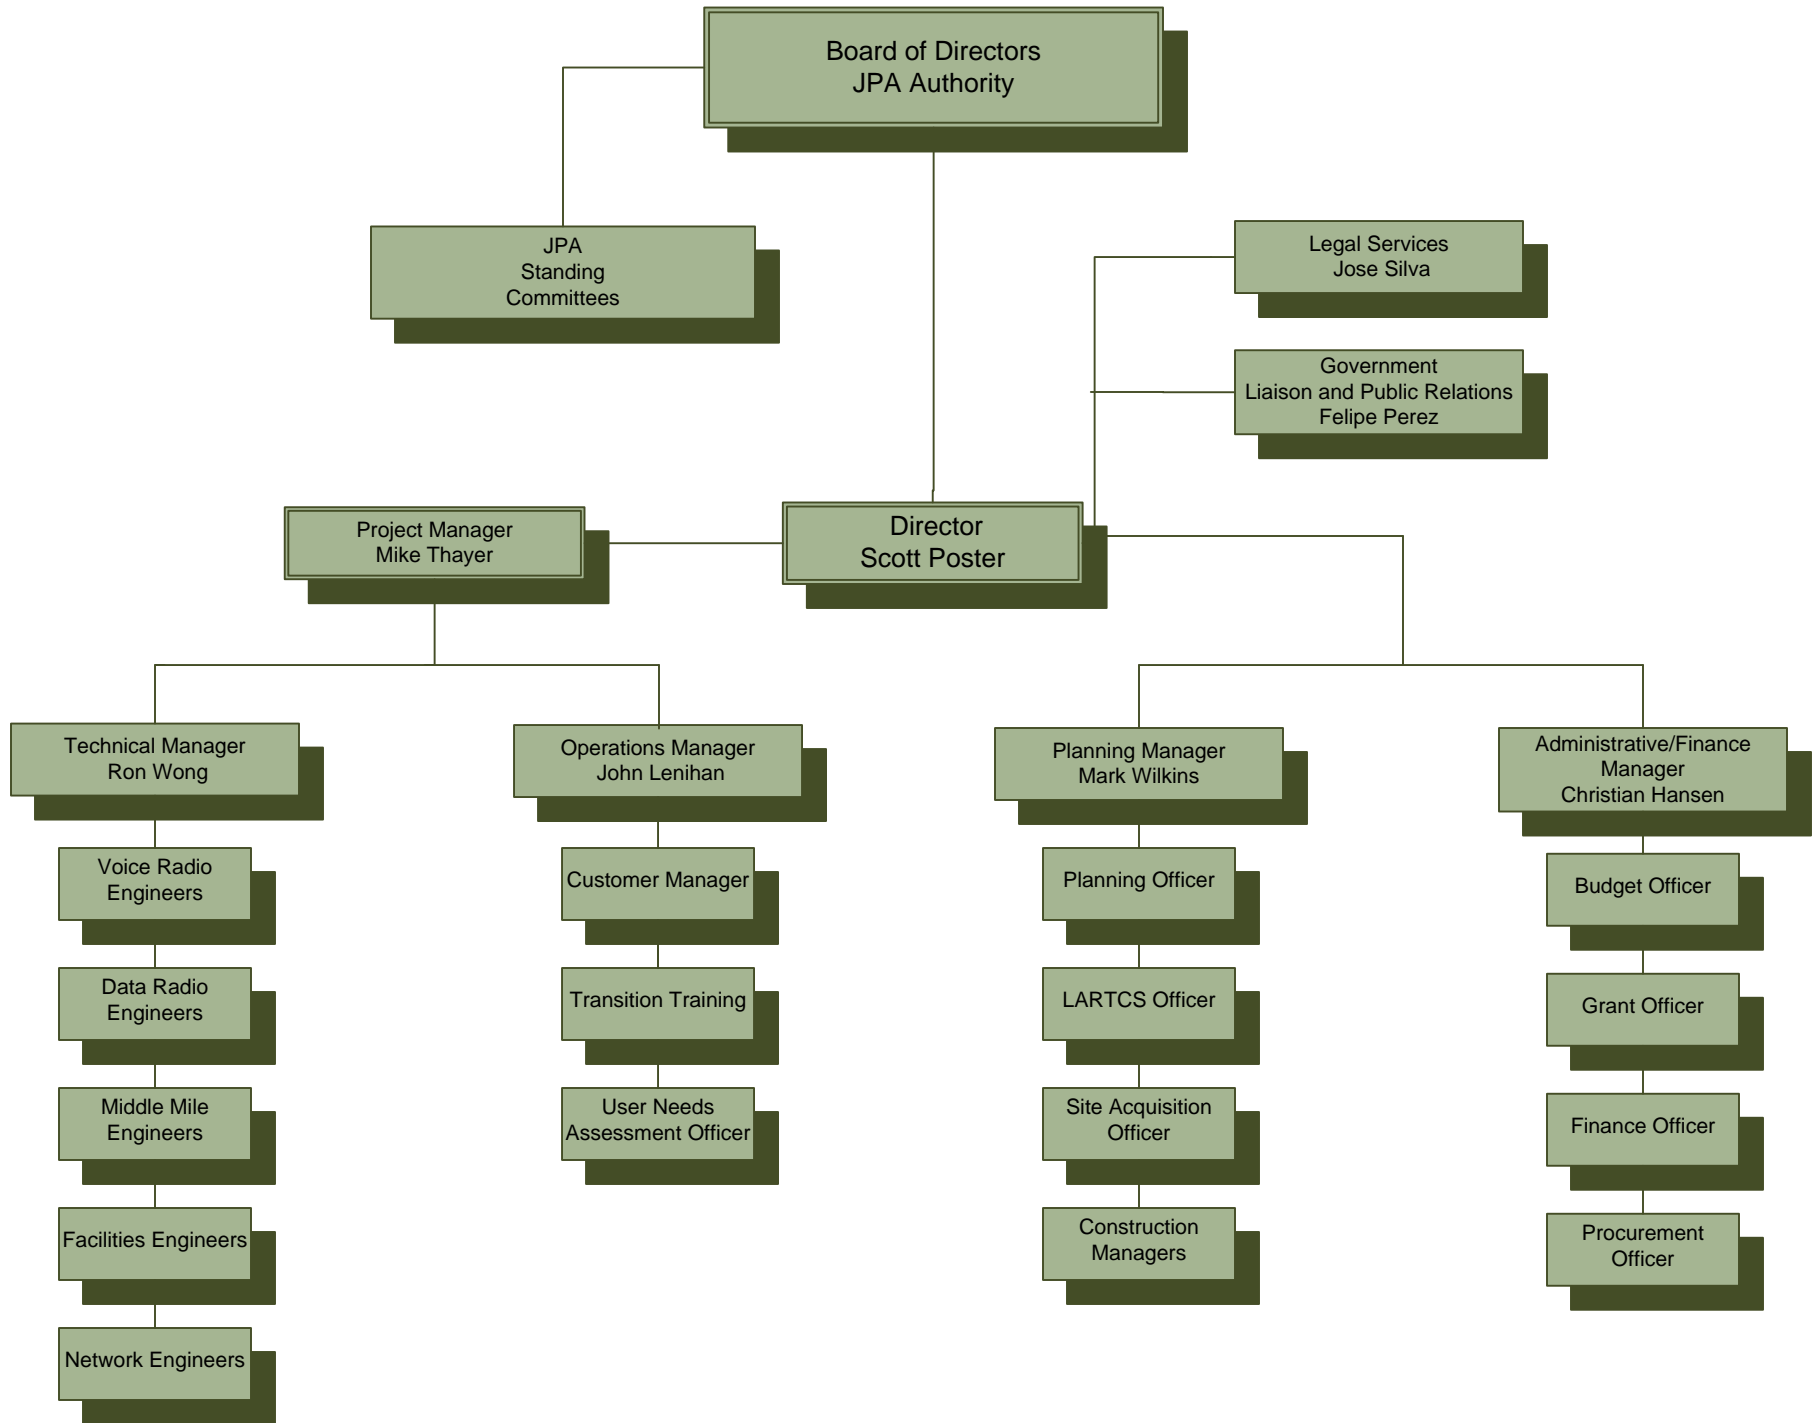 Board of Directors
JPA Authority
JPA
Standing
Committees
Legal Services
Jose Silva
Government
Liaison and Public Relations
Felipe Perez
Project Manager
Mike Thayer
Director
Scott Poster
Technical Manager
Ron Wong
Operations Manager
John Lenihan
Planning Manager
Mark Wilkins
Administrative/Finance
Manager
Christian Hansen
Voice Radio
Engineers
Data Radio
Engineers
Middle Mile
Engineers
Facilities Engineers
Network Engineers
Customer Manager
Transition Training
User Needs
Assessment Officer
Planning Officer
LARTCS Officer
Site Acquisition
Officer
Construction
Managers
Budget Officer
Grant Officer
Finance Officer
Procurement
Officer